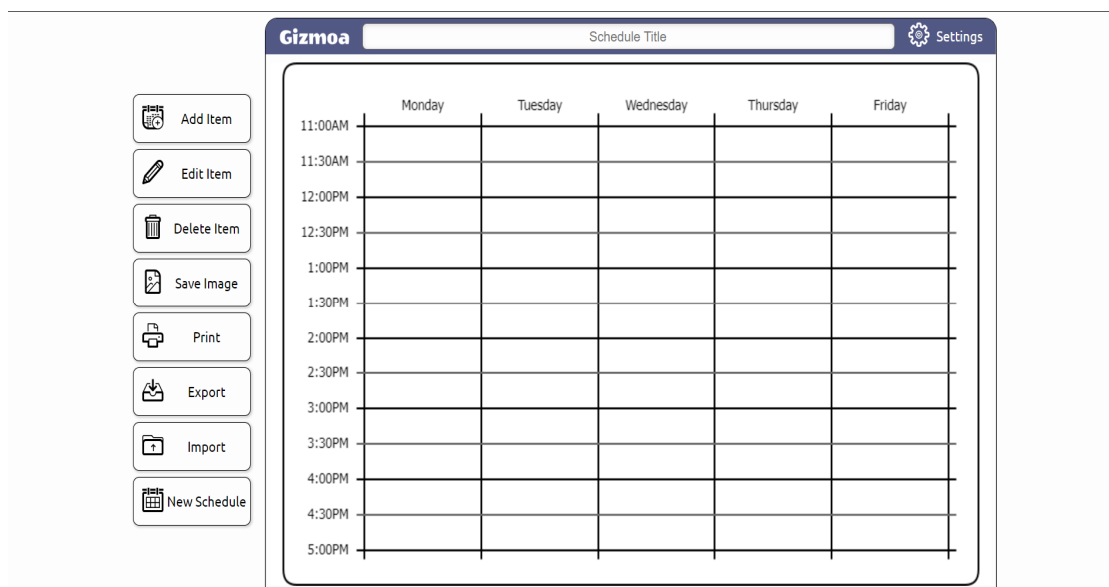 Gizmoa Schedule Title Settings
Monday Tuesday Wednesday Thursday Friday
Add Item
Edit Item
Delete Item
Save Image
Print
Export
Import
New Schedule
11:00AM
11:30AM
12:00PM
12:30PM
1:00PM
1:30PM
2:00PM
2:30PM
3:00PM
3:30PM
4:00PM
4:30PM
5:00PM